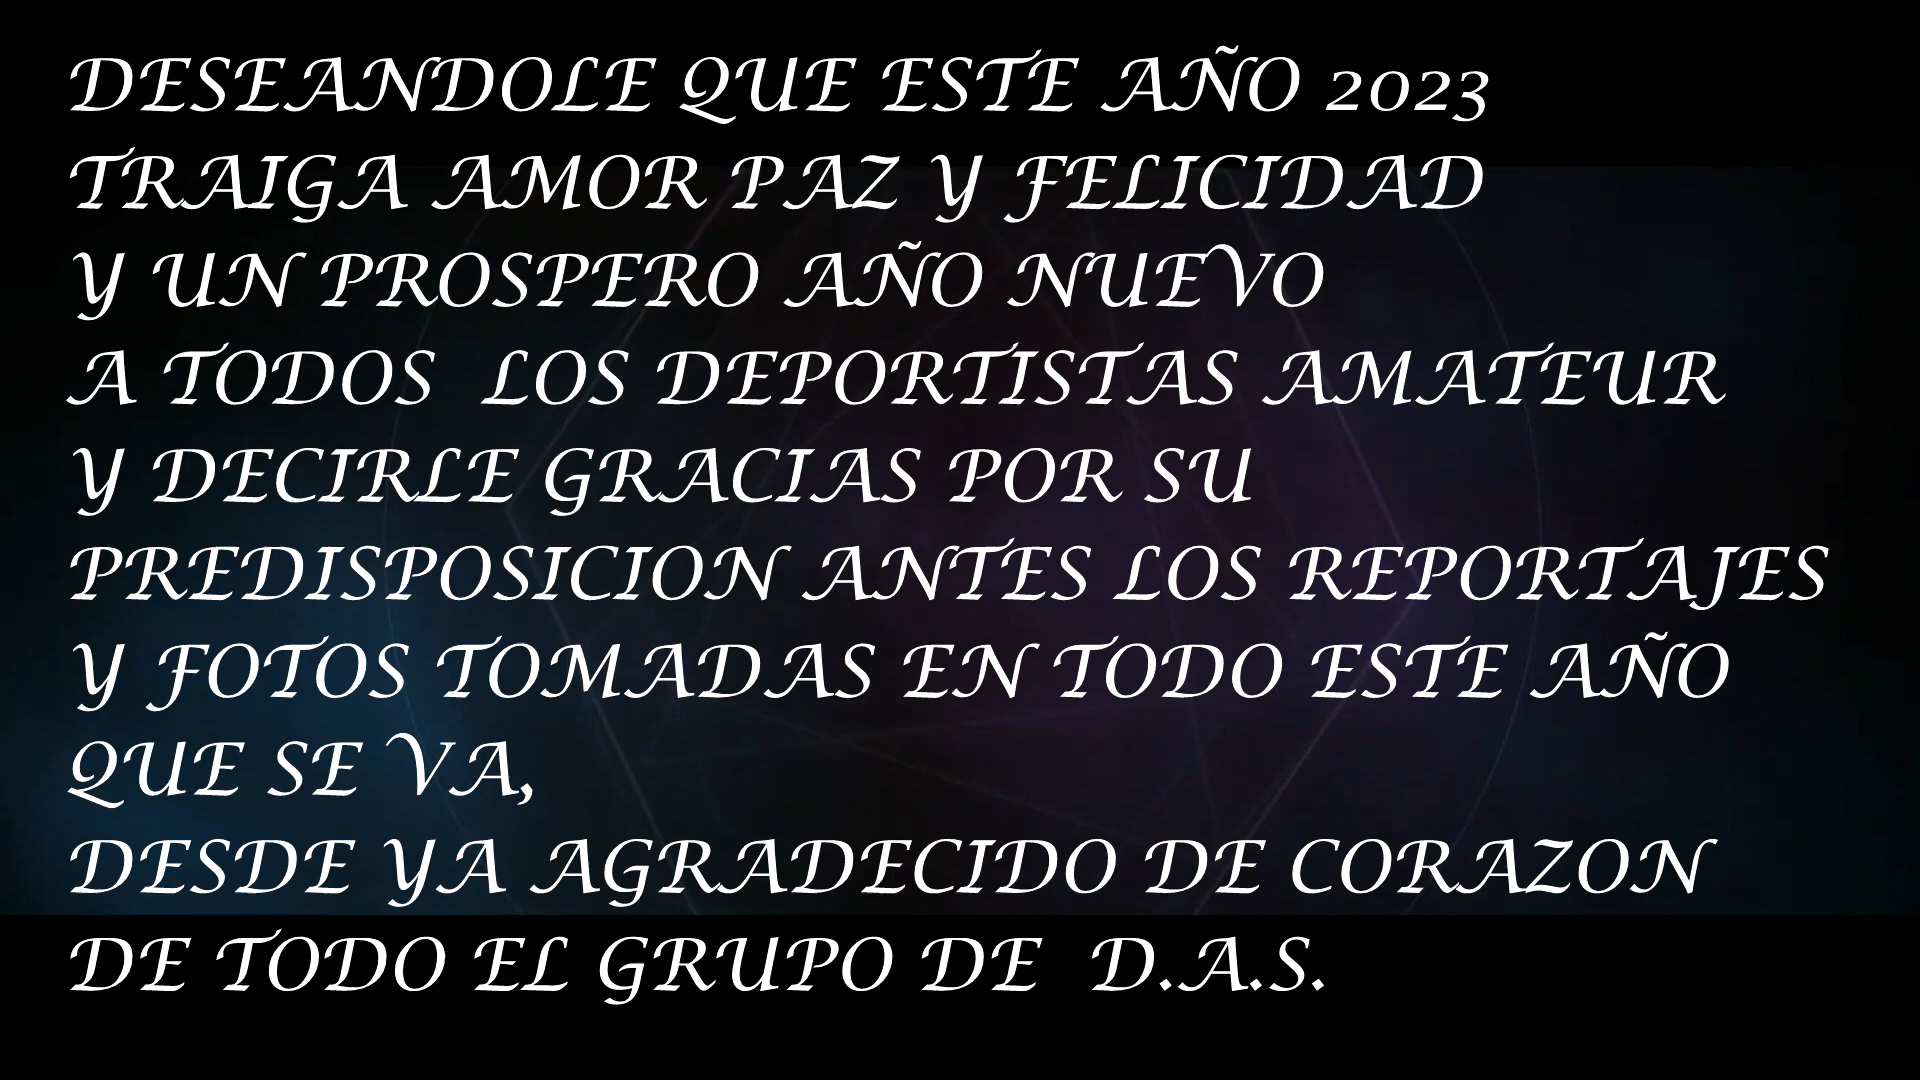 DESEANDOLE QUE ESTE AÑO 2023
TRAIGA AMOR PAZ Y FELICIDAD
Y UN PROSPERO AÑO NUEVO
A TODOS LOS DEPORTISTAS AMATEUR
Y DECIRLE GRACIAS POR SU
PREDISPOSICION ANTES LOS REPORTAJES
Y FOTOS TOMADAS EN TODO ESTE AÑO
QUE SE VA,
DESDE YA AGRADECIDO DE CORAZON
DE TODO EL GRUPO DE D.A.S.